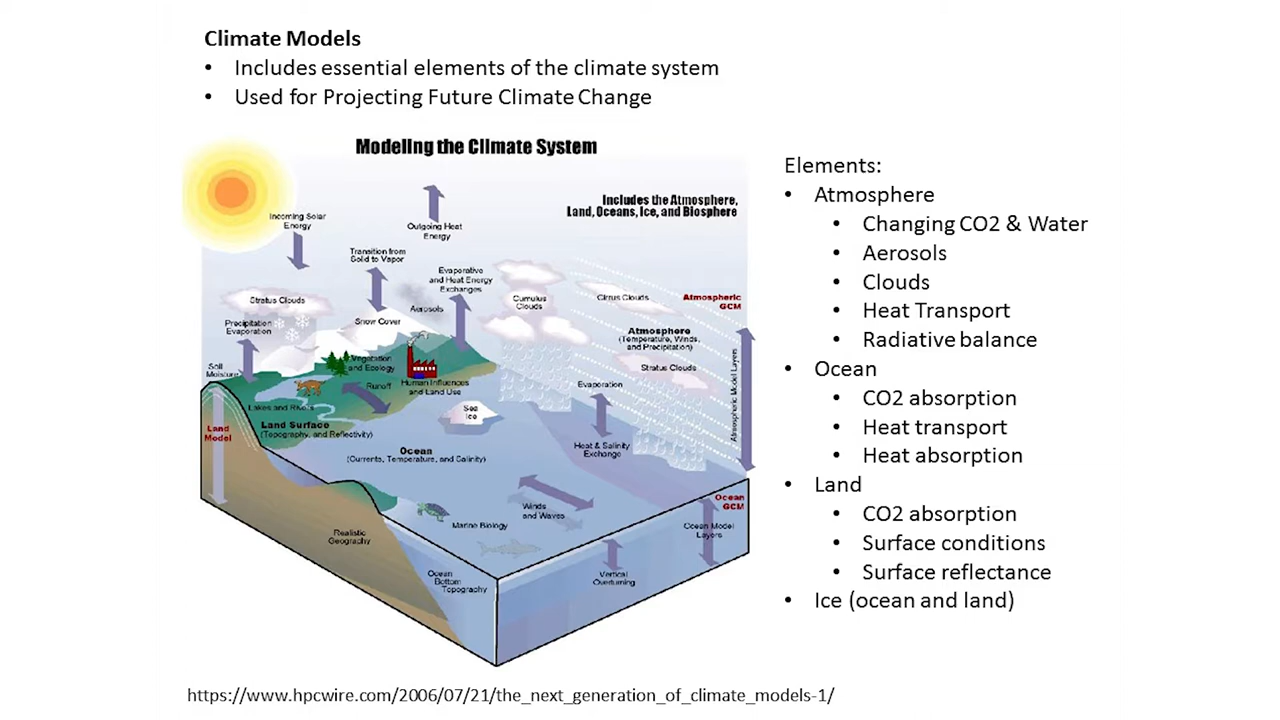 Climate Models
• Includes essential elements of the climate system
• Used for Projecting Future Climate Change
Modeling the Climate System
Includes the Atmosphere,
Land, Oceans, Ice, and Biosphere
Incoming Solar
Energy
Outgoing Heat
Energy
Transition from
Solid to Vapor
Evaporative
and Heat Energy
Exchanges
Stratus Clouds
Aerosols
Cumulus
Clouds
Cirrus Clouds
Atmospheric
GCM
Precipitation
Evaporation
Snow Cover
Atmosphere
(Temperature, Winds,
and Precipitation)
Soil
Moisture
Vegetation
and Ecology
Stratus Clouds
Runoff
Human Influences
and Land Use
Evaporation
Atmospheric Model Layers
Lakes and Rivers
Sea
Ice
Land
Model
Land Surface
(Topography, and Reflectivity)
Ocean
(Currents, Temperature, and Salinity)
Heat & Salinity
Exchange
Ocean
GCM
Winds
and Waves
Marine Biology
Ocean Model
Layers
Realistic
Geography
Ocean
Bottom
Topography
Vertical
Overturning
Elements:
• Atmosphere
• Changing CO2 & Water
• Aerosols
• Clouds
• Heat Transport
• Radiative balance
• Ocean
• CO2 absorption
• Heat transport
• Heat absorption
• Land
• CO2 absorption
• Surface conditions
• Surface reflectance
• Ice (ocean and land)
https://www.hpcwire.com/2006/07/21/the_next_generation_of_climate_models-1/